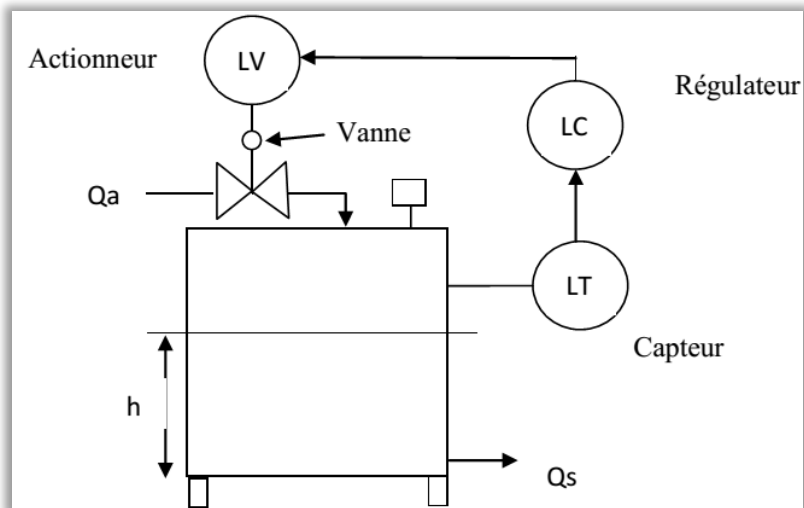 Actionneur
LV
Régulateur
LC
Vanne
Qa
LT
Capteur
h
Qs